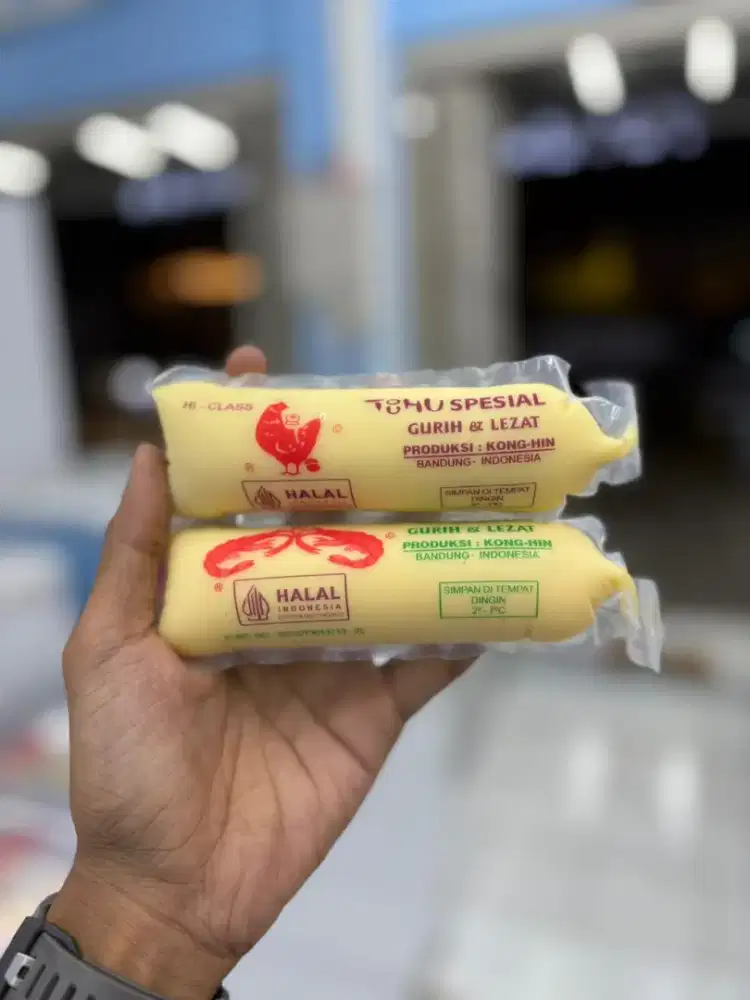 HI - CLASS
TOHU SPESIAL
GURIH & LEZAT
PRODUKSI : KONG-HIN
BANDUNG- INDONESIA
HALAL
SIMPAN DI TEMPAT
DINGIN
GURIH & LEZAT
PRODUKSI : KONG-HIN
BANDUNG- INDONESIA
HALAL
INDONESIA
SIMPAN DI TEMPAT
DINGIN